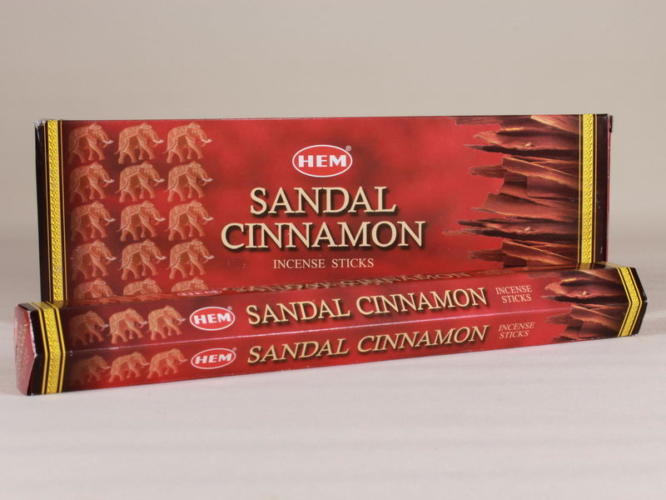 HEM
SANDAL
CINNAMON
INCENSE STICKS
HEM SANDAL CINNAMON INCENSE
STICKS
HEM SANDAL CINNAMON INCENSE
STICKS